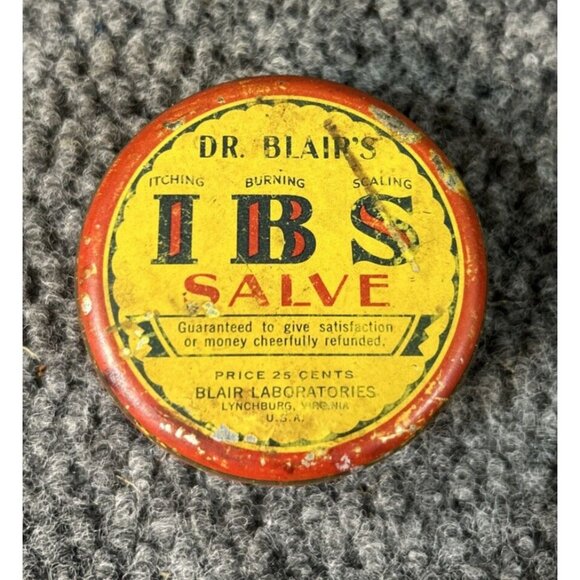 DR. BLAIR'S
ITCHING BURNING SCALING
I B S
SALVE
Guaranteed to give satisfaction
or money cheerfully refunded.
PRICE 25 CENTS
BLAIR LABORATORIES
LYNCHBURG, VIRGINIA
U.S.A.